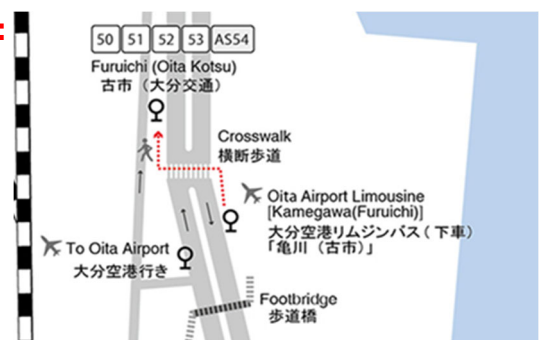 50 51 52 53 AS54
Furuichi (Oita Kotsu)
古市（大分交通）
Crosswalk
横断歩道
Oita Airport Limousine
[Kamegawa(Furuichi)]
大分空港リムジンバス(下車)
「亀川（古市）」
To Oita Airport
大分空港行き
Footbridge
歩道橋